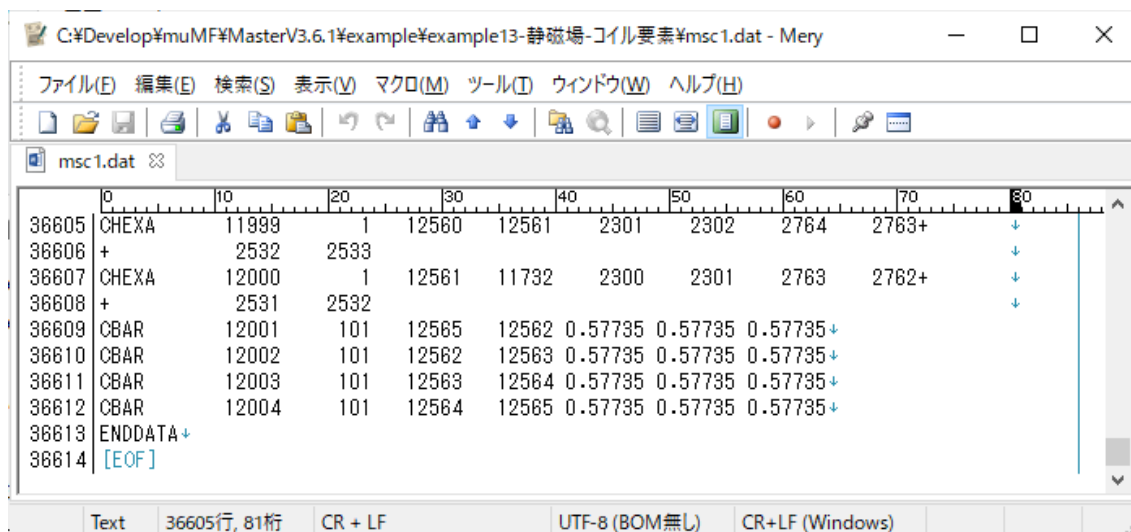 C:¥Develop¥muMF¥MasterV3.6.1¥example¥example13-静磁場-コイル要素¥msc1.dat - Mery
ファイル(F) 編集(E) 検索(S) 表示(V) マクロ(M) ツール(T) ウィンドウ(W) ヘルプ(H)
msc1.dat
0 10 20 30 40 50 60 70 80
36605 CHEXA 11999 1 12560 12561 2301 2302 2764 2763+ ↓
36606 + 2532 2533 ↓
36607 CHEXA 12000 1 12561 11732 2300 2301 2763 2762+ ↓
36608 + 2531 2532 ↓
36609 CBAR 12001 101 12565 12562 0.57735 0.57735 0.57735↓
36610 CBAR 12002 101 12562 12563 0.57735 0.57735 0.57735↓
36611 CBAR 12003 101 12563 12564 0.57735 0.57735 0.57735↓
36612 CBAR 12004 101 12564 12565 0.57735 0.57735 0.57735↓
36613 ENDDATA↓
36614 [EOF]
Text 36605行, 81桁 CR + LF UTF-8 (BOM無し) CR+LF (Windows)